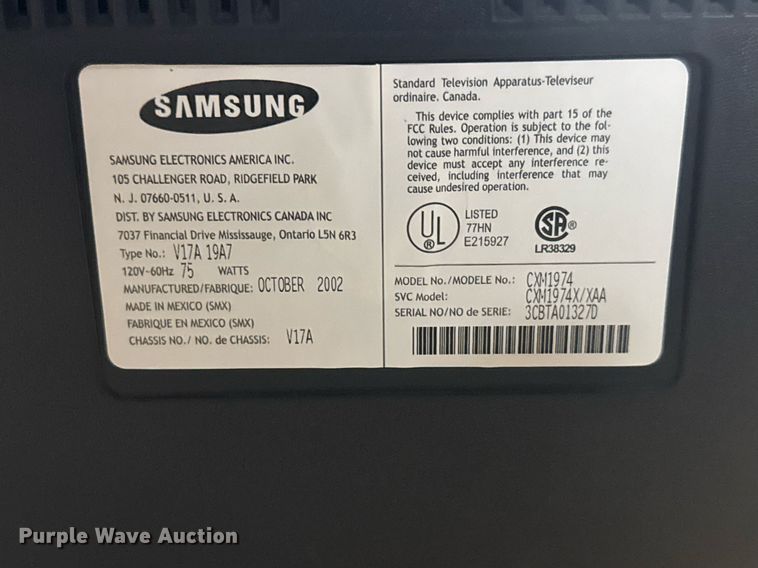 SAMSUNG
SAMSUNG ELECTRONICS AMERICA INC.
105 CHALLENGER ROAD, RIDGEFIELD PARK
N. J. 07660-0511, U. S. A.
DIST. BY SAMSUNG ELECTRONICS CANADA INC
7037 Financial Drive Mississauge, Ontario L5N 6R3
Type No.: V17A 19A7
120V~60Hz 75 WATTS
MANUFACTURED/FABRIQUE: OCTOBER 2002
MADE IN MEXICO (SMX)
FABRIQUE EN MEXICO (SMX)
CHASSIS NO./ NO. de CHASSIS: V17A
Standard Television Apparatus-Televiseur
ordinaire. Canada.
This device complies with part 15 of the
FCC Rules. Operation is subject to the fol-
lowing two conditions: (1) This device may
not cause harmful interference, and (2) this
device must accept any interference re-
ceived, including interference that may
cause undesired operation.
UL ®
LISTED
77HN
E215927
SA ®
LR38329
MODEL No./MODELE No.: CXM1974
SVC Model: CXM1974X/XAA
SERIAL NO/NO de SERIE: 3CBTA01327D
Purple Wave Auction